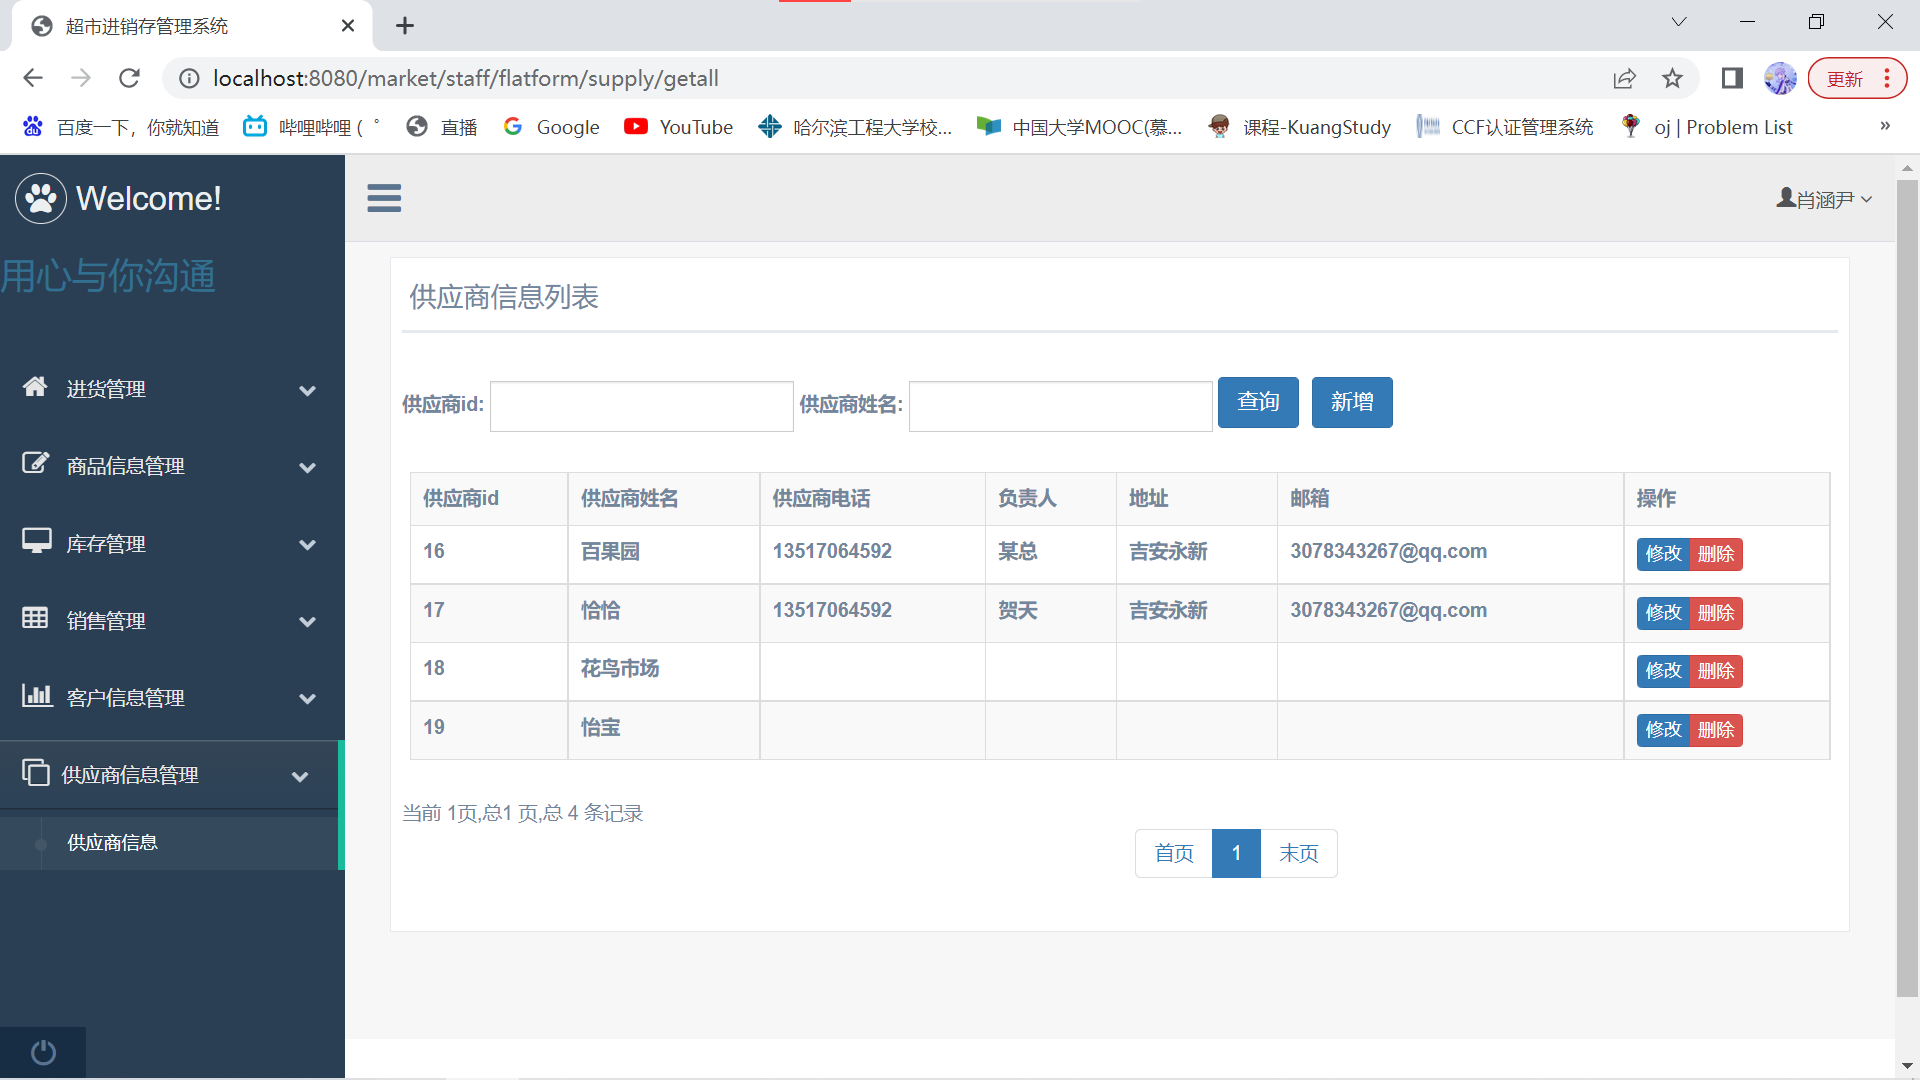 超市进销存管理系统
localhost:8080/market/staff/flatform/supply/getall
更新
百度一下，你就知道
哔哩哔哩 ( ゜
直播
Google
YouTube
哈尔滨工程大学校...
中国大学MOOC(慕...
课程-KuangStudy
CCF认证管理系统
oj | Problem List
»
Welcome!
用心与你沟通
进货管理
商品信息管理
库存管理
销售管理
客户信息管理
供应商信息管理
供应商信息
肖涵尹
供应商信息列表
供应商id: 供应商姓名: 查询 新增
供应商id 供应商姓名 供应商电话 负责人 地址 邮箱 操作
16 百果园 13517064592 某总 吉安永新 3078343267@qq.com 修改 删除
17 恰恰 13517064592 贺天 吉安永新 3078343267@qq.com 修改 删除
18 花鸟市场 修改 删除
19 怡宝 修改 删除
当前 1页,总1 页,总 4 条记录
首页 1 末页